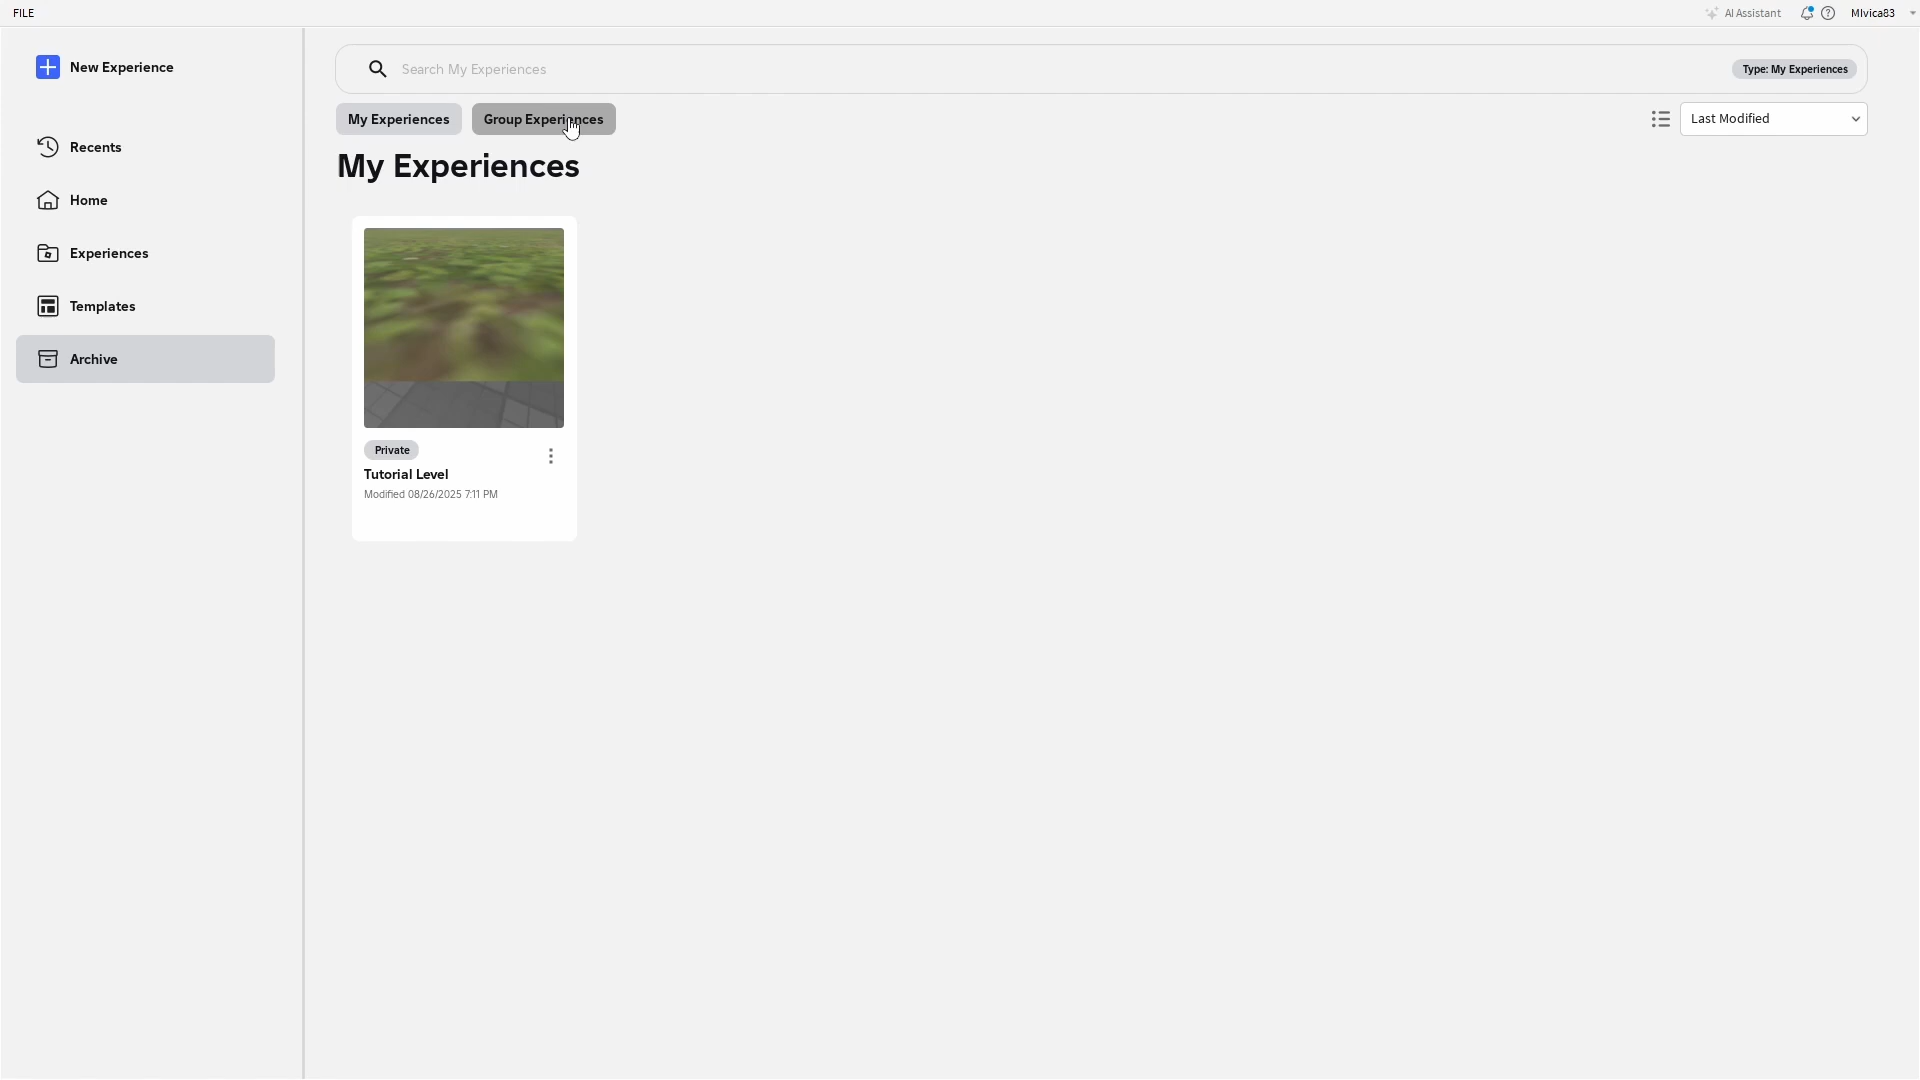 FILE
AI Assistant
MIvica83
New Experience
Recents
Home
Experiences
Templates
Archive
Search My Experiences
Type: My Experiences
My Experiences
Group Experiences
Last Modified
My Experiences
Private
Tutorial Level
Modified 08/26/2025 7:11 PM